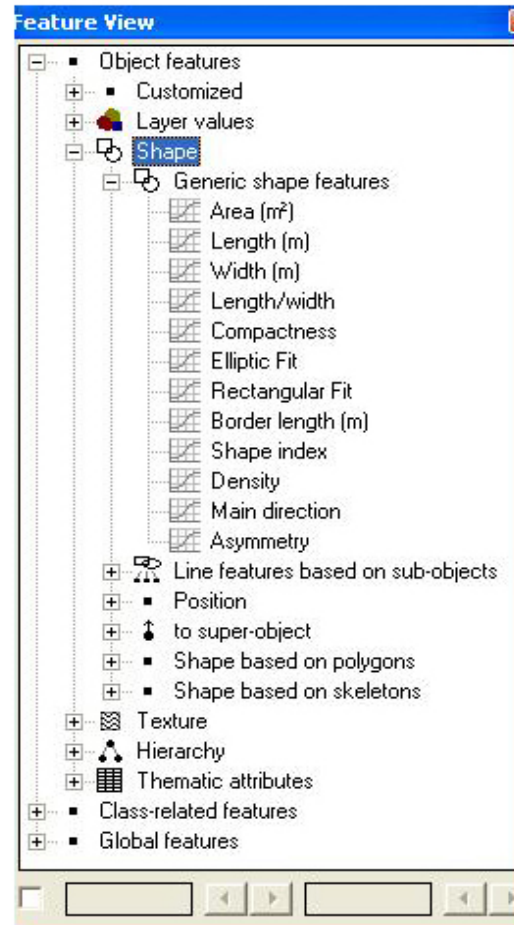 Feature View
Object features
Customized
Layer values
Shape
Generic shape features
Area (m²)
Length (m)
Width (m)
Length/width
Compactness
Elliptic Fit
Rectangular Fit
Border length (m)
Shape index
Density
Main direction
Asymmetry
Line features based on sub-objects
Position
to super-object
Shape based on polygons
Shape based on skeletons
Texture
Hierarchy
Thematic attributes
Class-related features
Global features